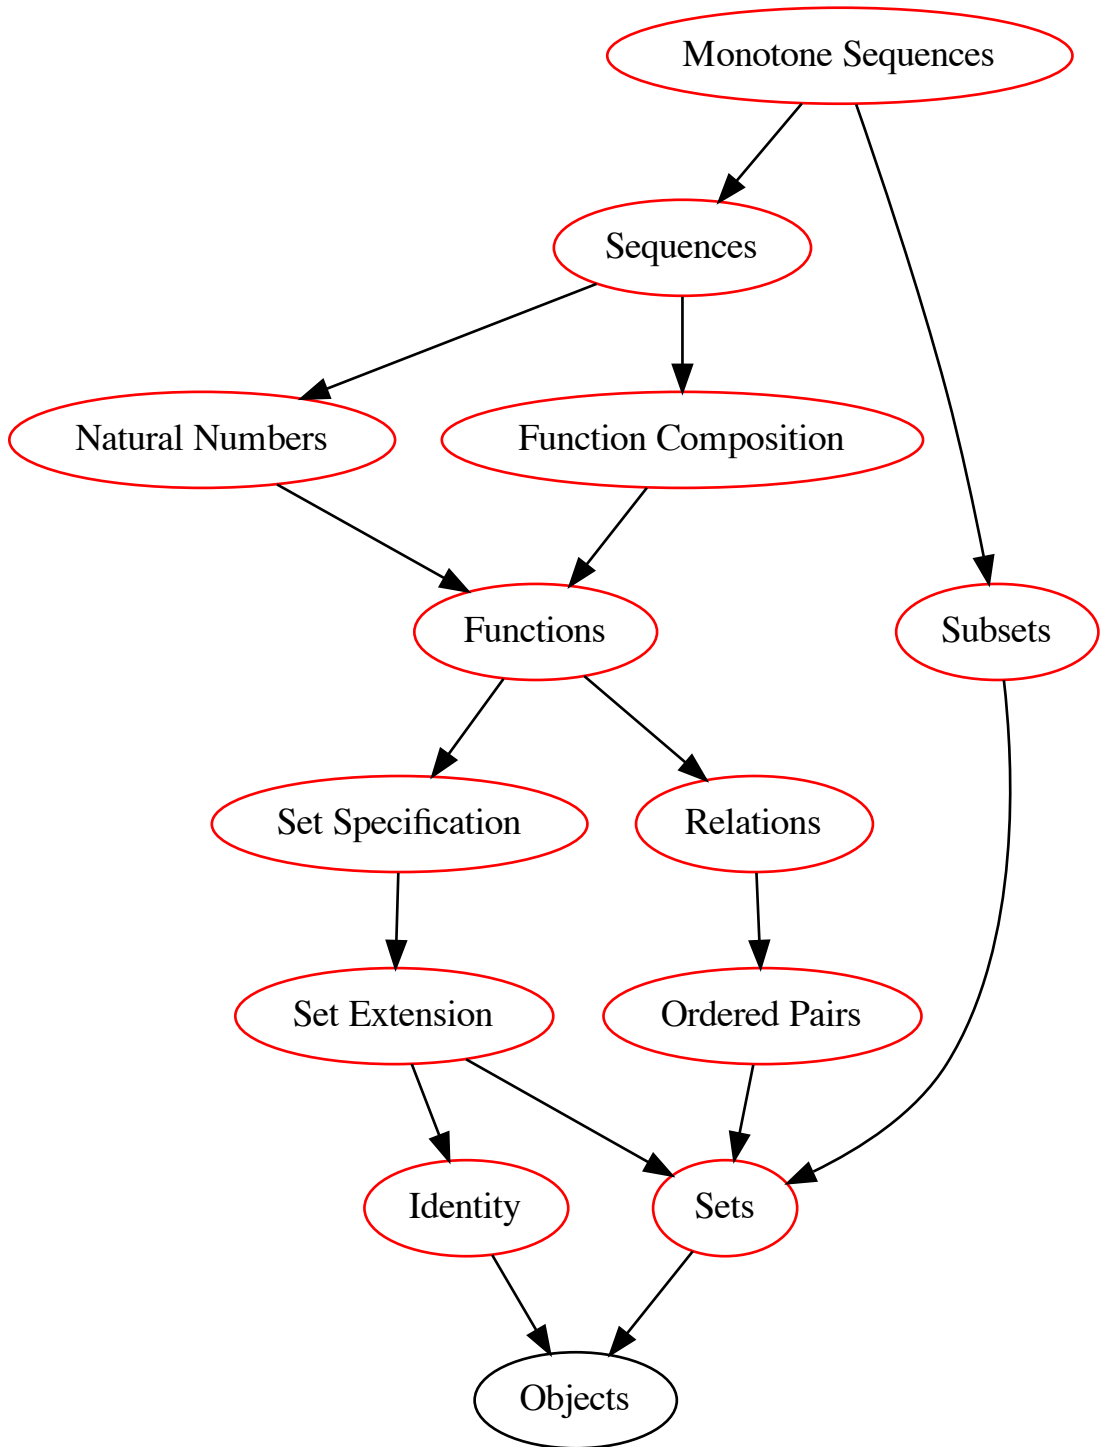 Monotone Sequences
Sequences
Natural Numbers
Function Composition
Functions
Subsets
Set Specification
Relations
Set Extension
Ordered Pairs
Identity
Sets
Objects